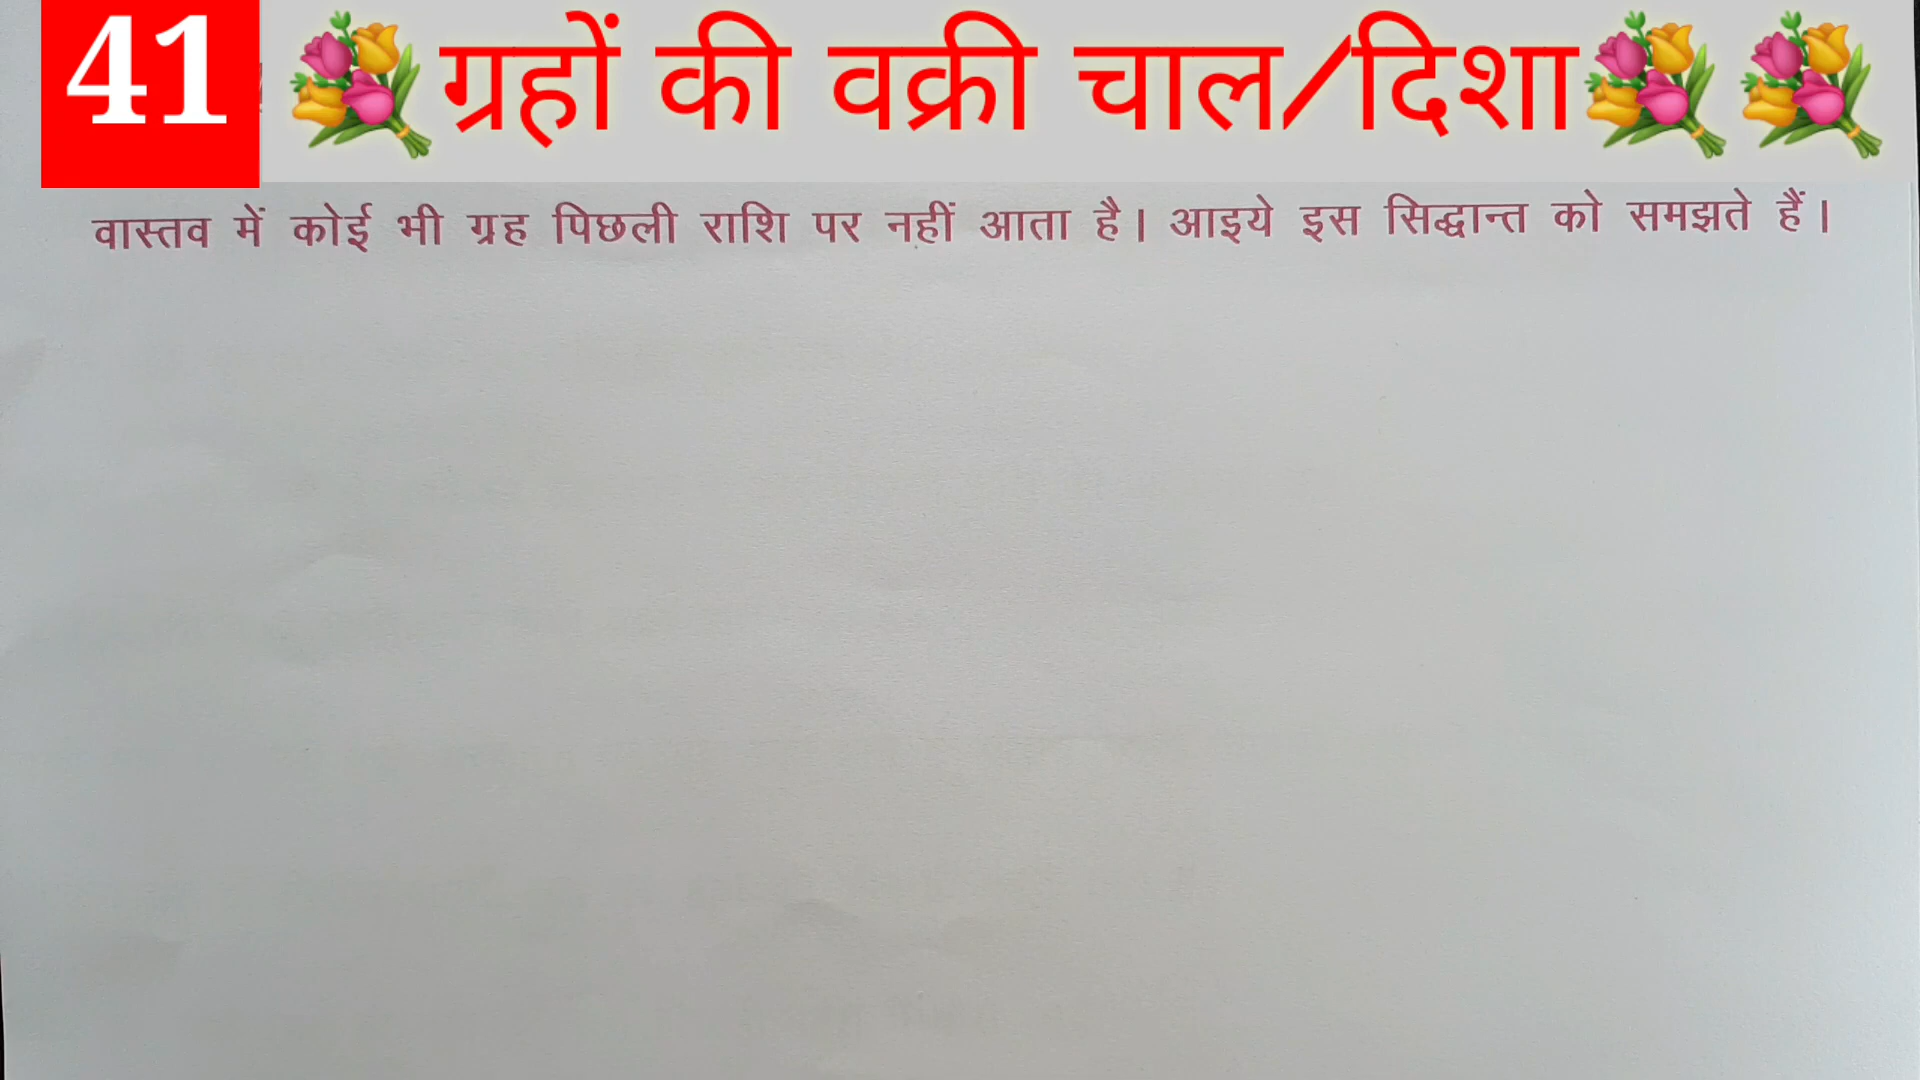 41 💐ग्रहों की वक्री चाल/दिशा💐 💐
वास्तव में कोई भी ग्रह पिछली राशि पर नहीं आता है। आइये इस सिद्धान्त को समझते हैं।